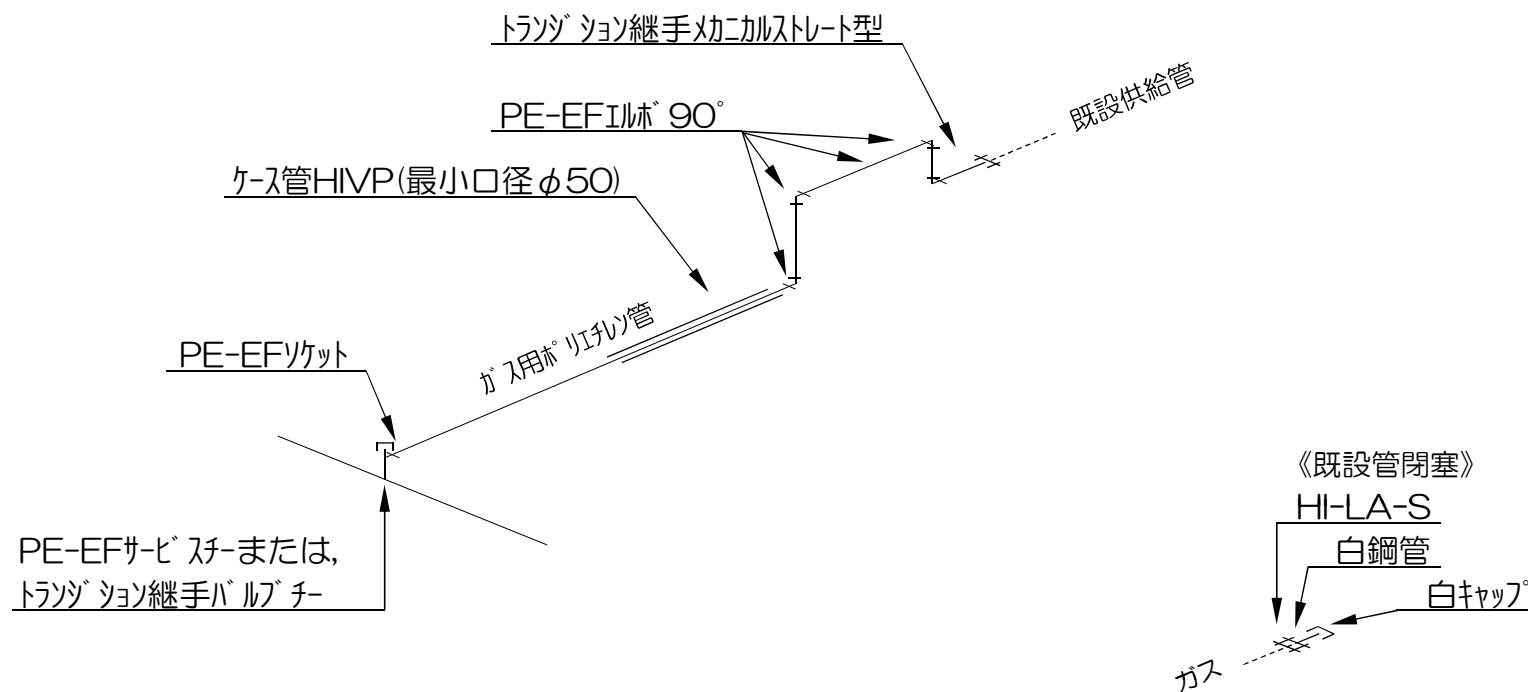 トランジション継手メカニカルストレート型
既設供給管
PE-EFエルボ90°
ケース管HIVP(最小口径φ50)
ガス用ポリエチレン管
PE-EFソケット
PE-EFサービスチーまたは,
トランジション継手バルブチー
《既設管閉塞》
HI-LA-S
白鋼管
白キャップ
ガス